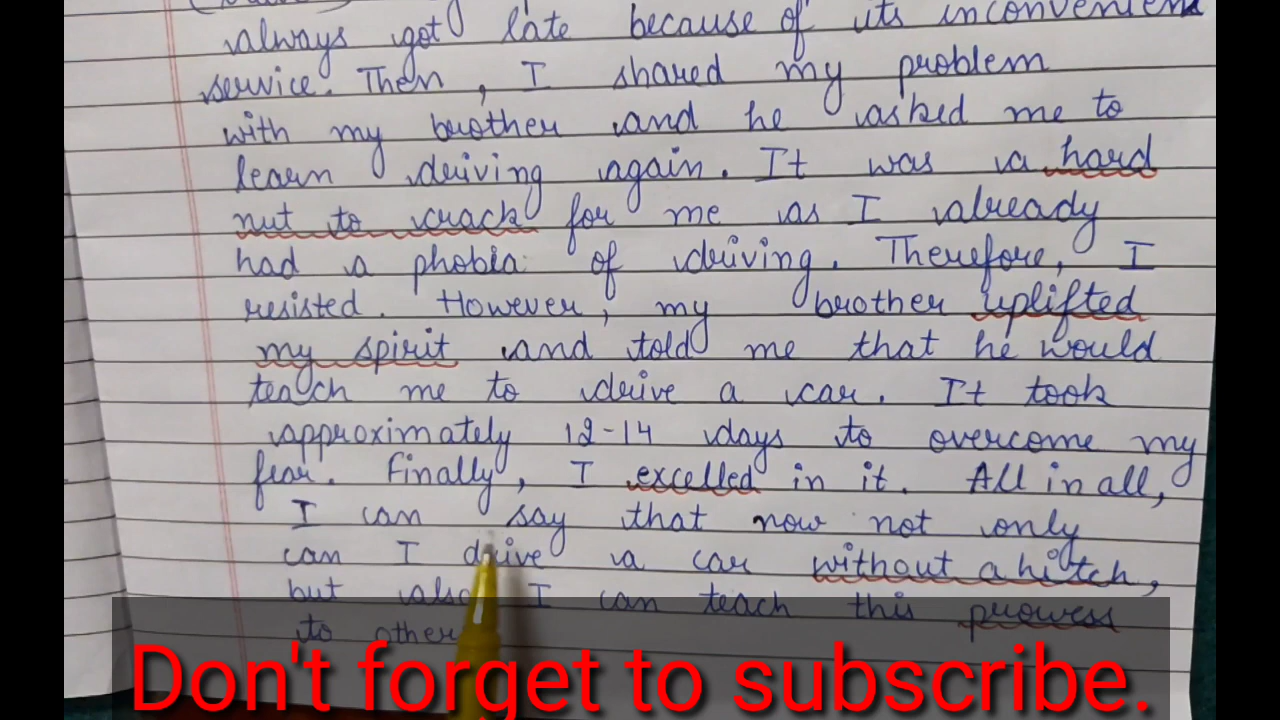 always got late because of its inconvenient
service. Then, I shared my problem
with my brother and he asked me to
learn driving again. It was a hard
nut to crack for me as I already
had a phobia of driving. Therefore, I
resisted. However, my brother uplifted
my spirit and told me that he would
teach me to drive a car. It took
approximately 12-14 days to overcome my
fear. Finally, I excelled in it. All in all,
I can say that now not only
can I drive a car without a hitch,
but also I can teach this prowess
to other
Don't forget to subscribe.